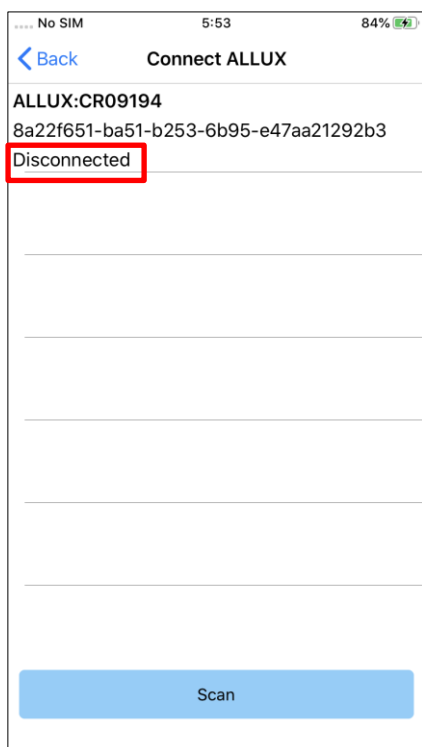 No SIM 5:53 84%
Back Connect ALLUX
ALLUX:CR09194
8a22f651-ba51-b253-6b95-e47aa21292b3
Disconnected
Scan